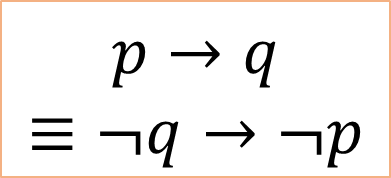 p → q
≡ ¬q → ¬p